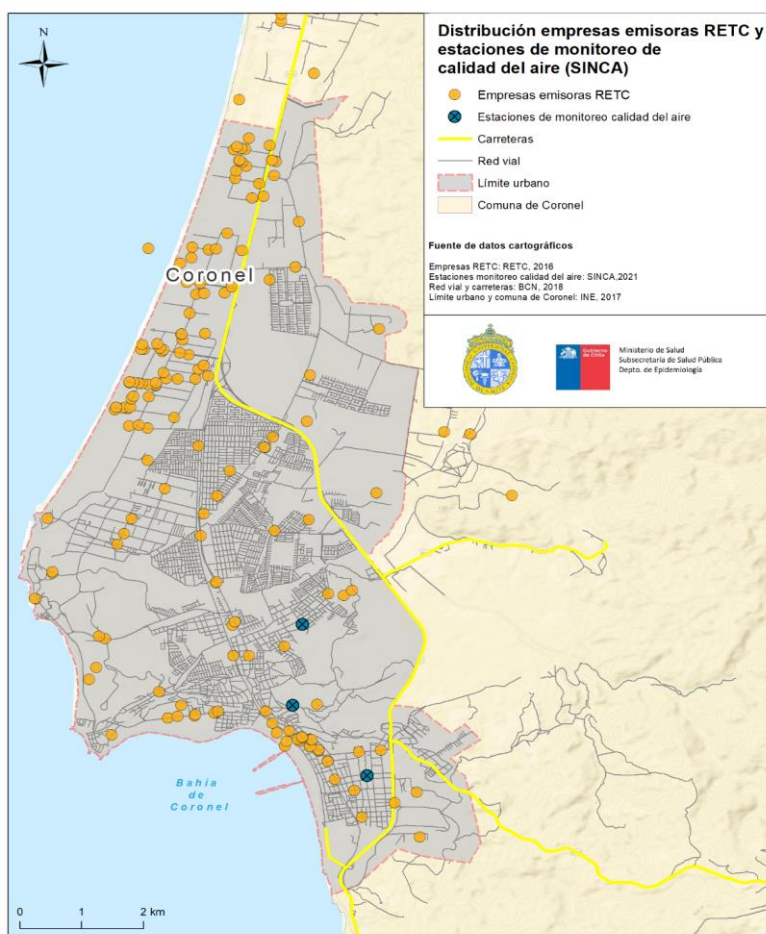 N
Distribución empresas emisoras RETC y
estaciones de monitoreo de
calidad del aire (SINCA)
Empresas emisoras RETC
Estaciones de monitoreo calidad del aire
Carreteras
Red vial
Límite urbano
Comuna de Coronel
Fuente de datos cartográficos
Empresas RETC: RETC, 2016
Estaciones monitoreo calidad del aire: SINCA,2021
Red vial y carreteras: BCN, 2018
Límite urbano y comuna de Coronel: INE, 2017
Gobierno
de Chile
Ministerio de Salud
Subsecretaría de Salud Pública
Depto. de Epidemiología
Coronel
Bahía
de
Coronel
0 1 2 km